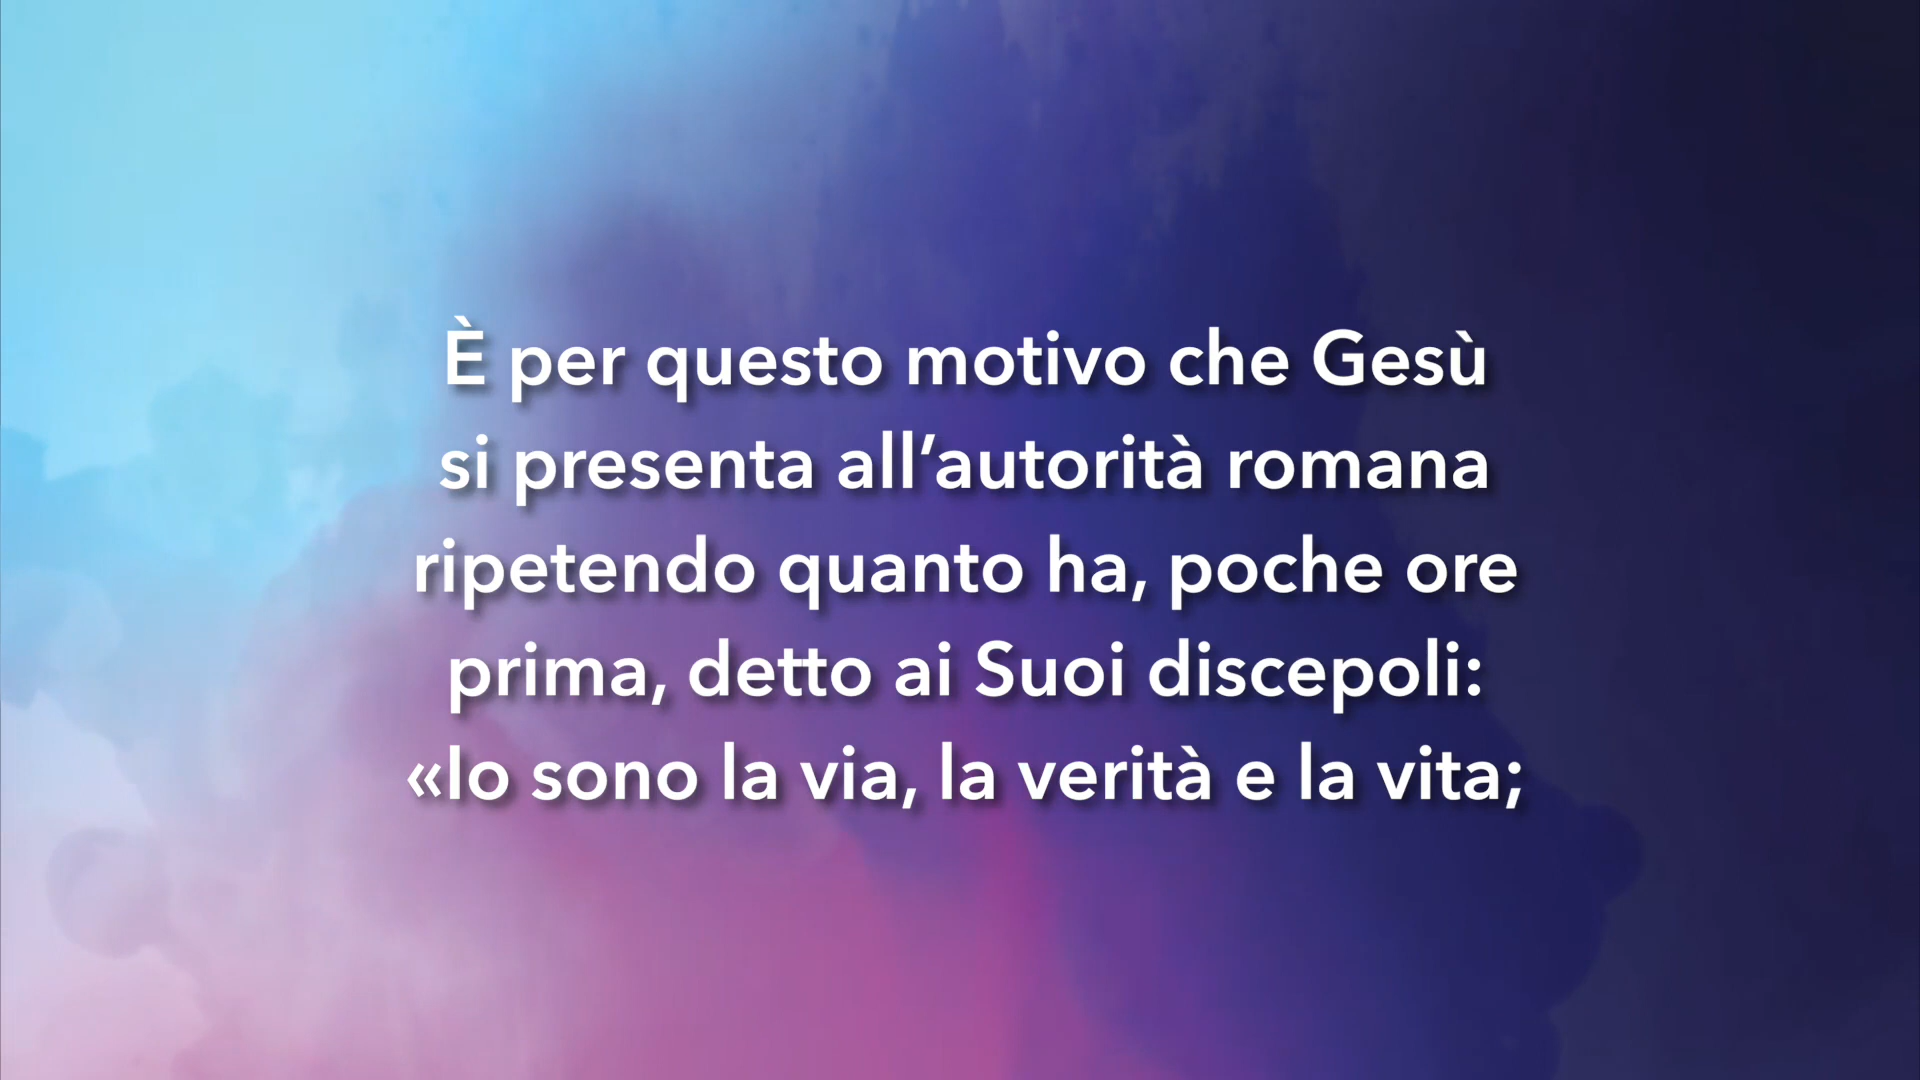 È per questo motivo che Gesù
si presenta all’autorità romana
ripetendo quanto ha, poche ore
prima, detto ai Suoi discepoli:
«Io sono la via, la verità e la vita;